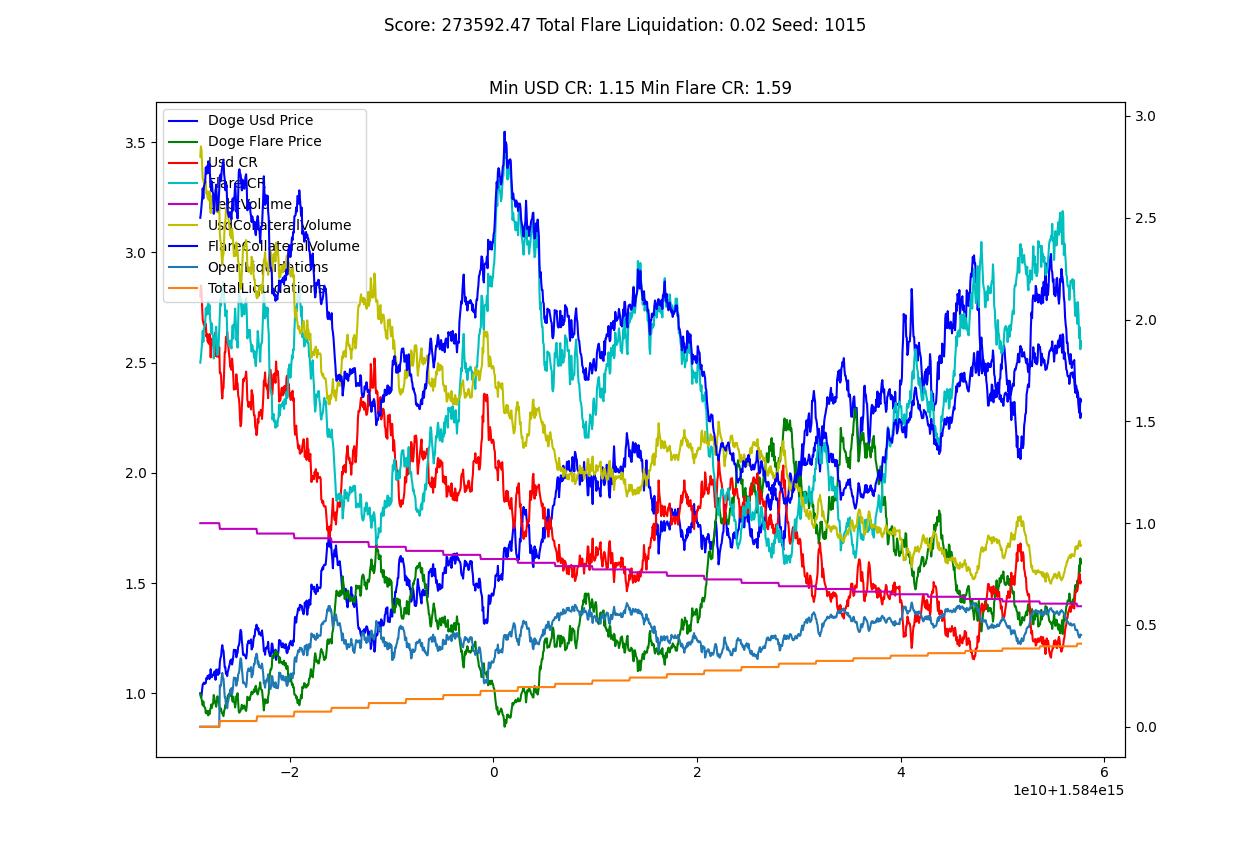 Score: 273592.47 Total Flare Liquidation: 0.02 Seed: 1015
Min USD CR: 1.15 Min Flare CR: 1.59
Doge Usd Price
Doge Flare Price
Usd CR
Flare CR
DebtVolume
UsdCollateralVolume
FlareCollateralVolume
OpenLiquidations
TotalLiquidations
3.5
3.0
2.5
2.0
1.5
1.0
3.0
2.5
2.0
1.5
1.0
0.5
0.0
−2
0
2
4
6
1e10+1.584e15